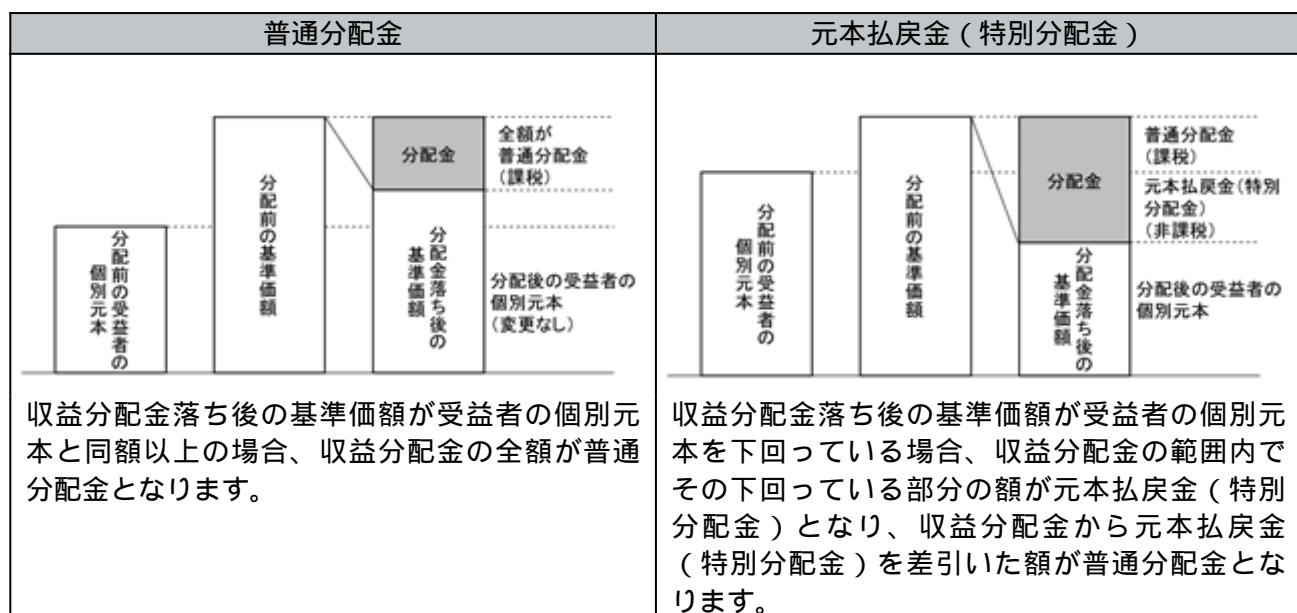 普通分配金
分配前の受益者の
個別元本
分配前の基準価額
分配金
分配金落ち後の
基準価額
全額が
普通分配金
(課税)
分配後の受益者の
個別元本
(変更なし)
収益分配金落ち後の基準価額が受益者の個別元
本と同額以上の場合、収益分配金の全額が普通
分配金となります。
元本払戻金（特別分配金）
分配前の受益者の
個別元本
分配前の基準価額
分配金
分配金落ち後の
基準価額
普通分配金
(課税)
元本払戻金(特別
分配金)
(非課税)
分配後の受益者の
個別元本
収益分配金落ち後の基準価額が受益者の個別元
本を下回っている場合、収益分配金の範囲内で
その下回っている部分の額が元本払戻金（特別
分配金）となり、収益分配金から元本払戻金
（特別分配金）を差引いた額が普通分配金とな
ります。